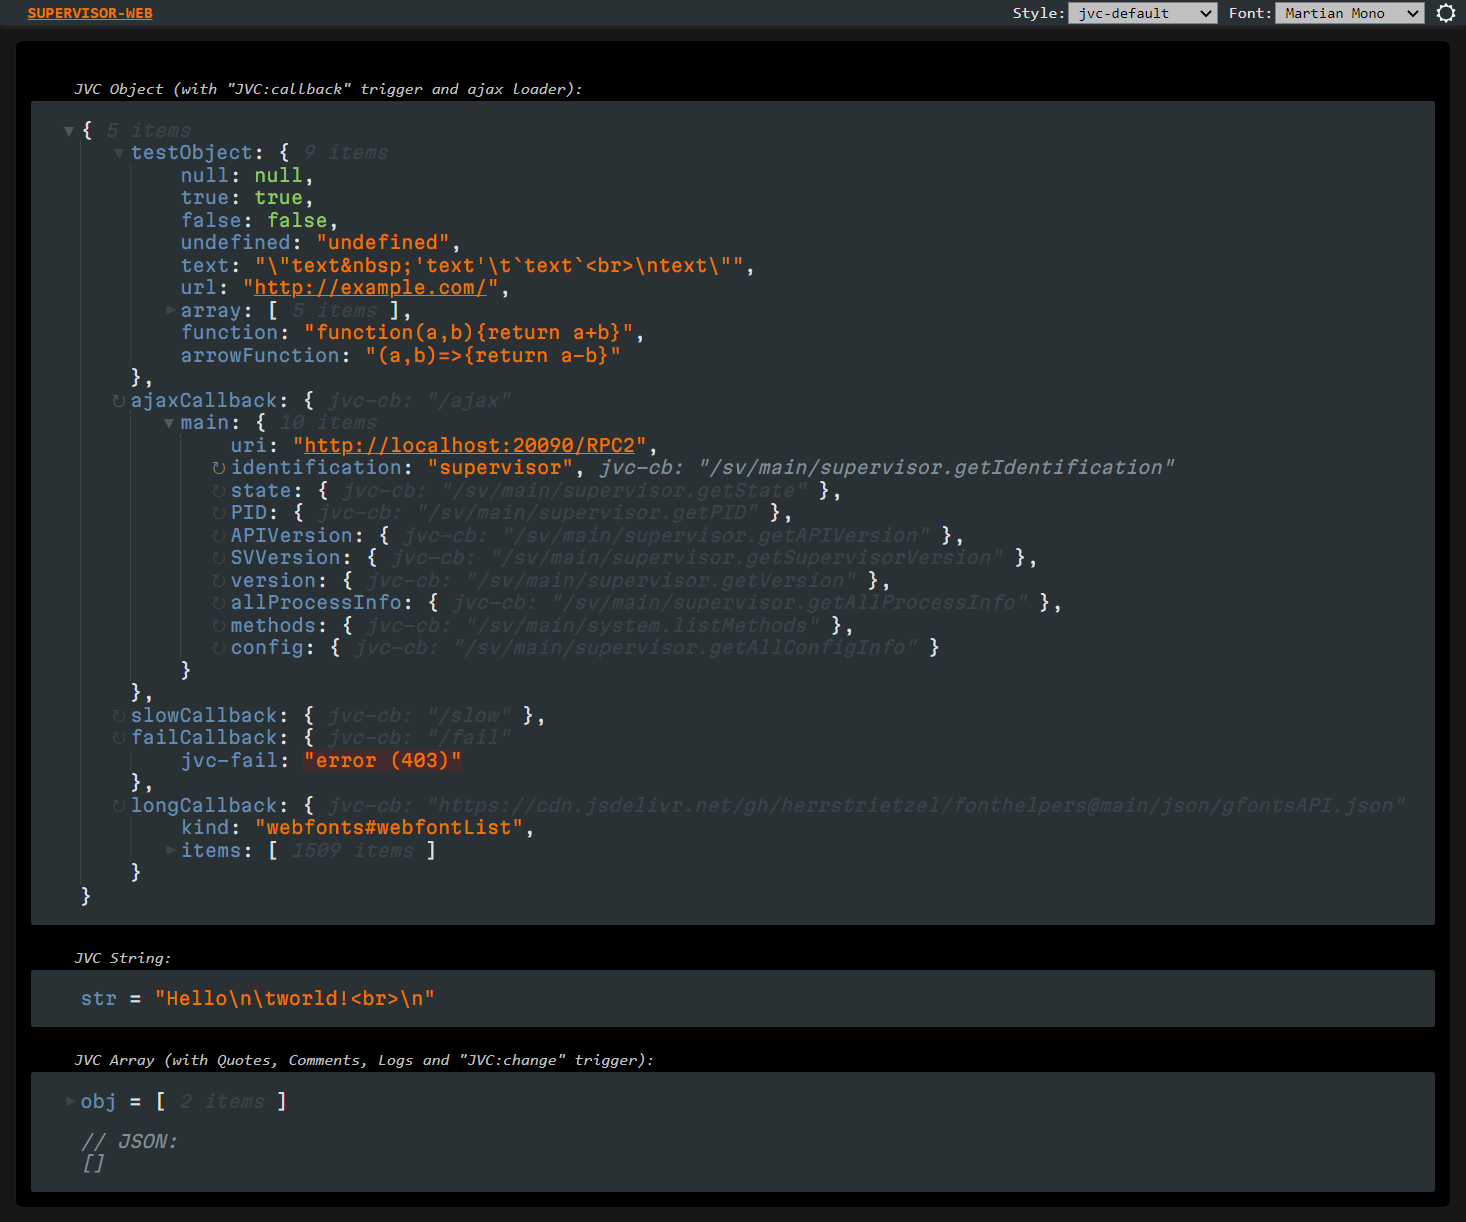 SUPERVISOR-WEB Style: jvc-default Font: Martian Mono
JVC Object (with "JVC:callback" trigger and ajax loader):
{ 5 items
testObject: { 9 items
null: null,
true: true,
false: false,
undefined: "undefined",
text: "\"text&nbsp;'text'\t`text`<br>\ntext\"",
url: "http://example.com/",
array: [ 5 items ],
function: "function(a,b){return a+b}",
arrowFunction: "(a,b)=>{return a-b}"
},
ajaxCallback: { jvc-cb: "/ajax"
main: { 10 items
uri: "http://localhost:20090/RPC2",
identification: "supervisor", jvc-cb: "/sv/main/supervisor.getIdentification"
state: { jvc-cb: "/sv/main/supervisor.getState" },
PID: { jvc-cb: "/sv/main/supervisor.getPID" },
APIVersion: { jvc-cb: "/sv/main/supervisor.getAPIVersion" },
SVVersion: { jvc-cb: "/sv/main/supervisor.getSupervisorVersion" },
version: { jvc-cb: "/sv/main/supervisor.getVersion" },
allProcessInfo: { jvc-cb: "/sv/main/supervisor.getAllProcessInfo" },
methods: { jvc-cb: "/sv/main/system.listMethods" },
config: { jvc-cb: "/sv/main/supervisor.getAllConfigInfo" }
}
},
slowCallback: { jvc-cb: "/slow" },
failCallback: { jvc-cb: "/fail"
jvc-fail: "error (403)"
},
longCallback: { jvc-cb: "https://cdn.jsdelivr.net/gh/herrstrietzel/fonthelpers@main/json/gfontsAPI.json"
kind: "webfonts#webfontList",
items: [ 1509 items ]
}
}
JVC String:
str = "Hello\n\tworld!<br>\n"
JVC Array (with Quotes, Comments, Logs and "JVC:change" trigger):
obj = [ 2 items ]
// JSON:
[]